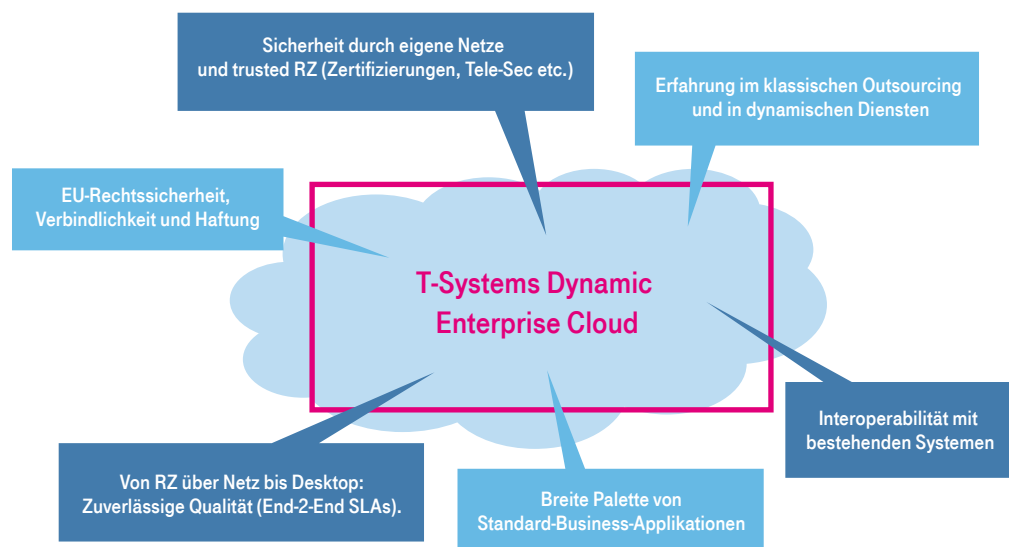 Sicherheit durch eigene Netze
und trusted RZ (Zertifizierungen, Tele-Sec etc.)
Erfahrung im klassischen Outsourcing
und in dynamischen Diensten
EU-Rechtssicherheit,
Verbindlichkeit und Haftung
T-Systems Dynamic
Enterprise Cloud
Interoperabilität mit
bestehenden Systemen
Von RZ über Netz bis Desktop:
Zuverlässige Qualität (End-2-End SLAs).
Breite Palette von
Standard-Business-Applikationen